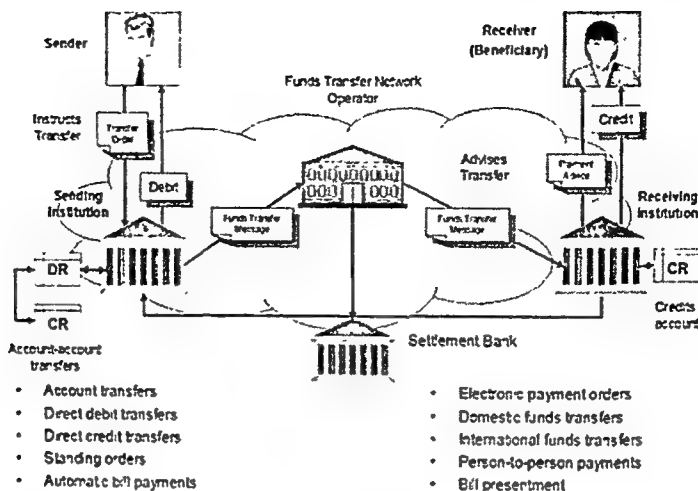 Sender
Receiver
(Beneficiary)
Funds Transfer Network
Operator
Instructs
Transfer
Transfer
Order
Debit
Credit
Payment
Advice
Advises
Transfer
Sending
Institution
Funds Transfer
Message
Funds Transfer
Message
Receiving
Institution
DR
CR
CR
Credits
account
Settlement Bank
Account-account
transfers
• Account transfers
• Direct debit transfers
• Direct credit transfers
• Standing orders
• Automatic bill payments
• Electronic payment orders
• Domestic funds transfers
• International funds transfers
• Person-to-person payments
• Bill presentment